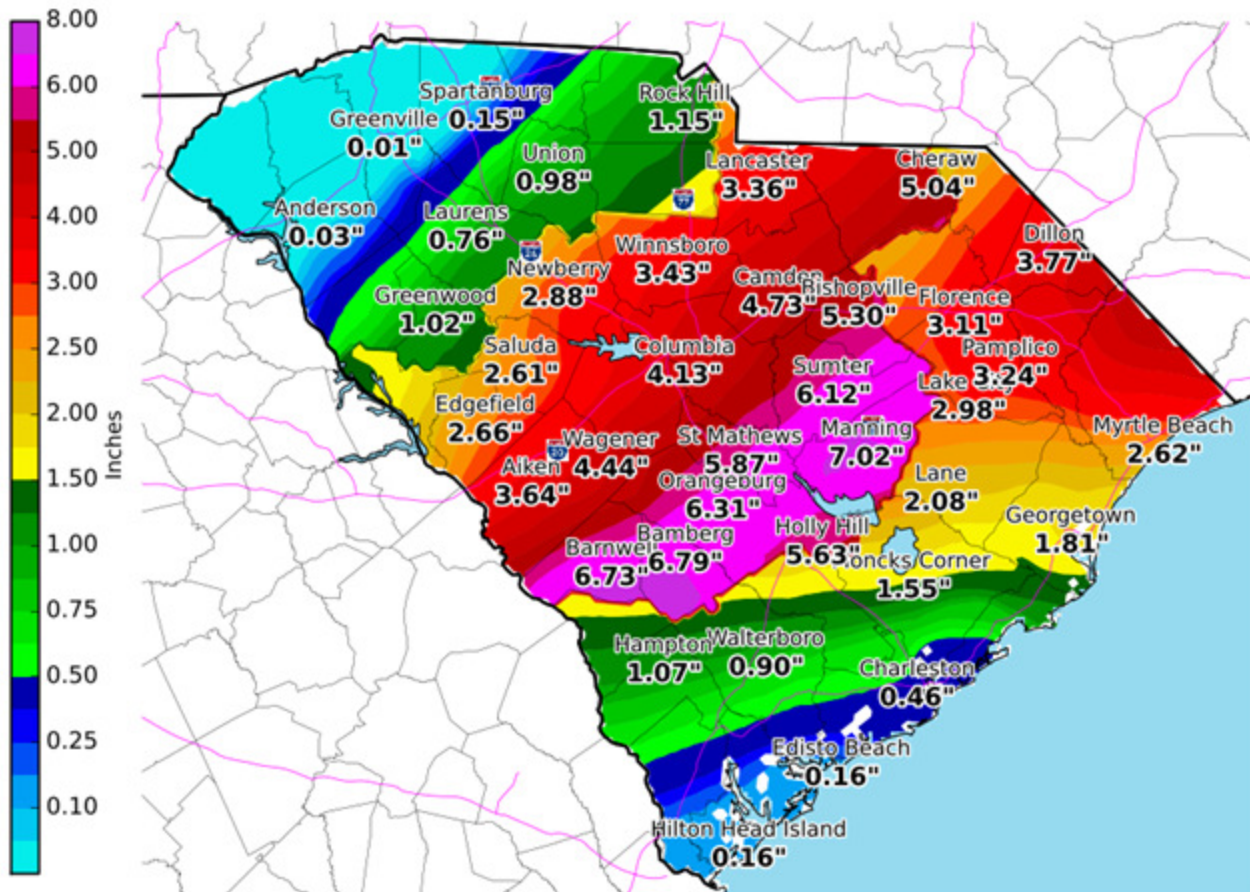 8.00
6.00
5.00
4.00
3.00
2.50
2.00
1.50
1.00
0.75
0.50
0.25
0.10
Inches
Spartanburg
0.15"
Greenville
0.01"
Rock Hill
1.15"
Union
0.98"
Lancaster
3.36"
Cheraw
5.04"
Anderson
0.03"
Laurens
0.76"
Winnsboro
3.43"
Dillon
3.77"
Newberry
2.88"
Camden
4.73"
Bishopville
5.30"
Florence
3.11"
Greenwood
1.02"
Saluda
2.61"
Columbia
4.13"
Pamplico
3.24"
Sumter
6.12"
Lake
2.98"
Edgefield
2.66"
Wagener
4.44"
St Mathews
5.87"
Manning
7.02"
Myrtle Beach
2.62"
Aiken
3.64"
20
Orangeburg
6.31"
Lane
2.08"
Georgetown
1.81"
Holly Hill
5.63"
Barnwel
6.73"
Bamberg
6.79"
oncks Corner
1.55"
Hampton
1.07"
Walterboro
0.90"
Charleston
0.46"
Edisto Beach
0.16"
Hilton Head Island
0.16"